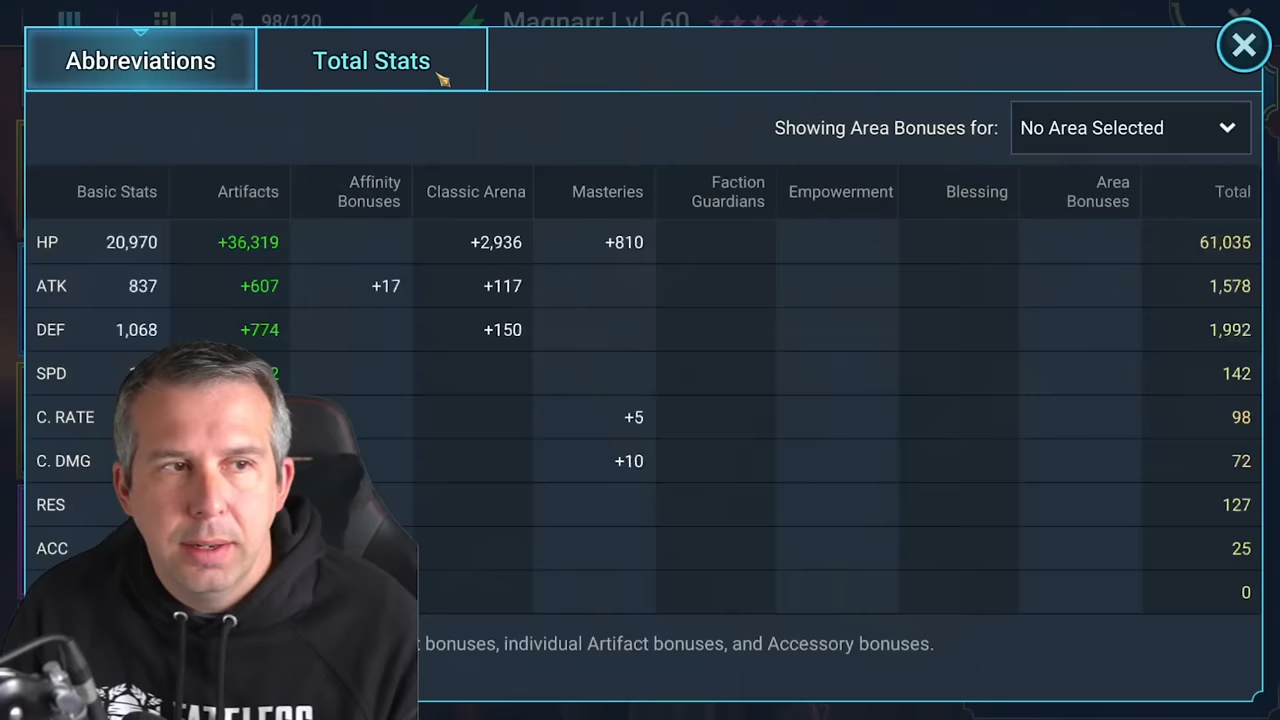 98/120 Magnarr Lvl 60
Abbreviations Total Stats
Showing Area Bonuses for: No Area Selected
Basic Stats Artifacts Affinity Bonuses Classic Arena Masteries Faction Guardians Empowerment Blessing Area Bonuses Total
HP 20,970 +36,319 +2,936 +810 61,035
ATK 837 +607 +17 +117 1,578
DEF 1,068 +774 +150 1,992
SPD 142
C. RATE +5 98
C. DMG +10 72
RES 127
ACC 25
0
bonuses, individual Artifact bonuses, and Accessory bonuses.